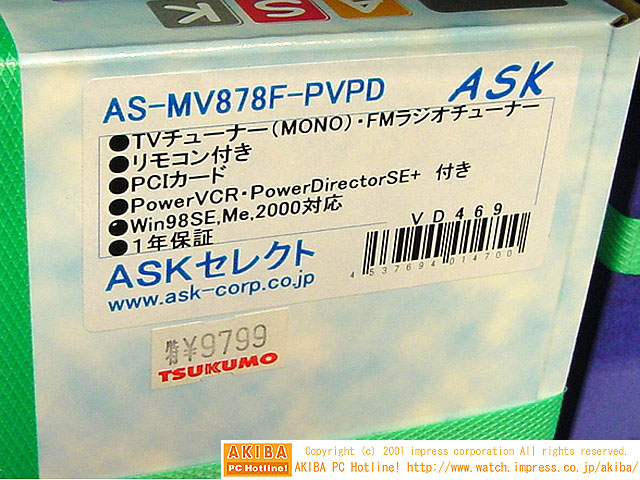 ASK
AS-MV878F-PVPD
●TVチューナー(MONO)・FMラジオチューナー
●リモコン付き
●PCIカード
●PowerVCR・PowerDirectorSE+ 付き
●Win98SE,Me,2000対応
●1年保証
VD469
4 537694 014700
ASKセレクト
www.ask-corp.co.jp
¥9799
TSUKUMO
AKIBA
PC Hotline!
Copyright (c) 2001 impress corporation All rights reserved.
AKIBA PC Hotline! http://www.watch.impress.co.jp/akiba/